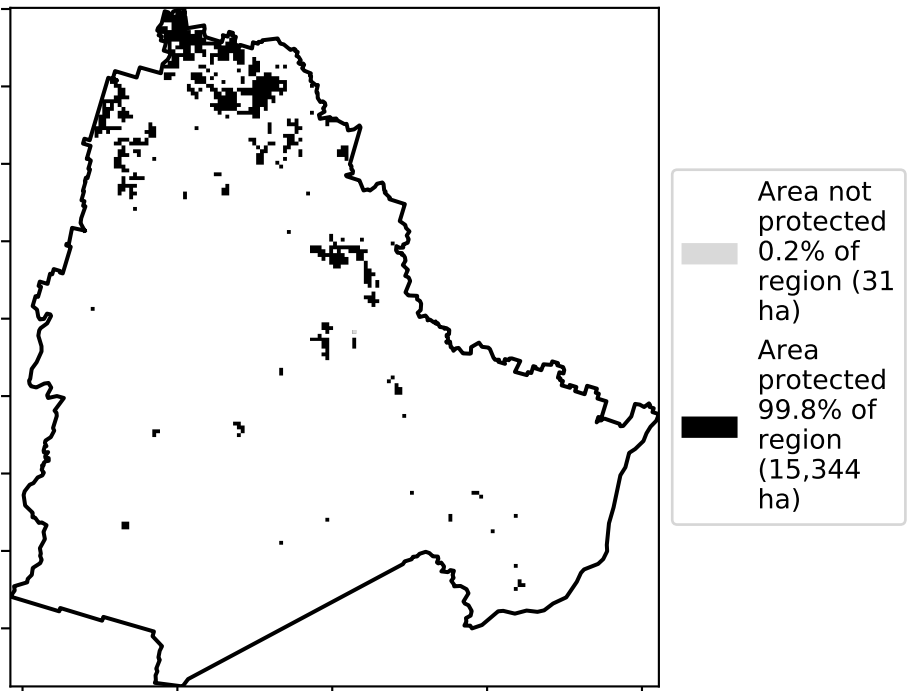 Area not
protected
0.2% of
region (31
ha)
Area
protected
99.8% of
region
(15,344
ha)